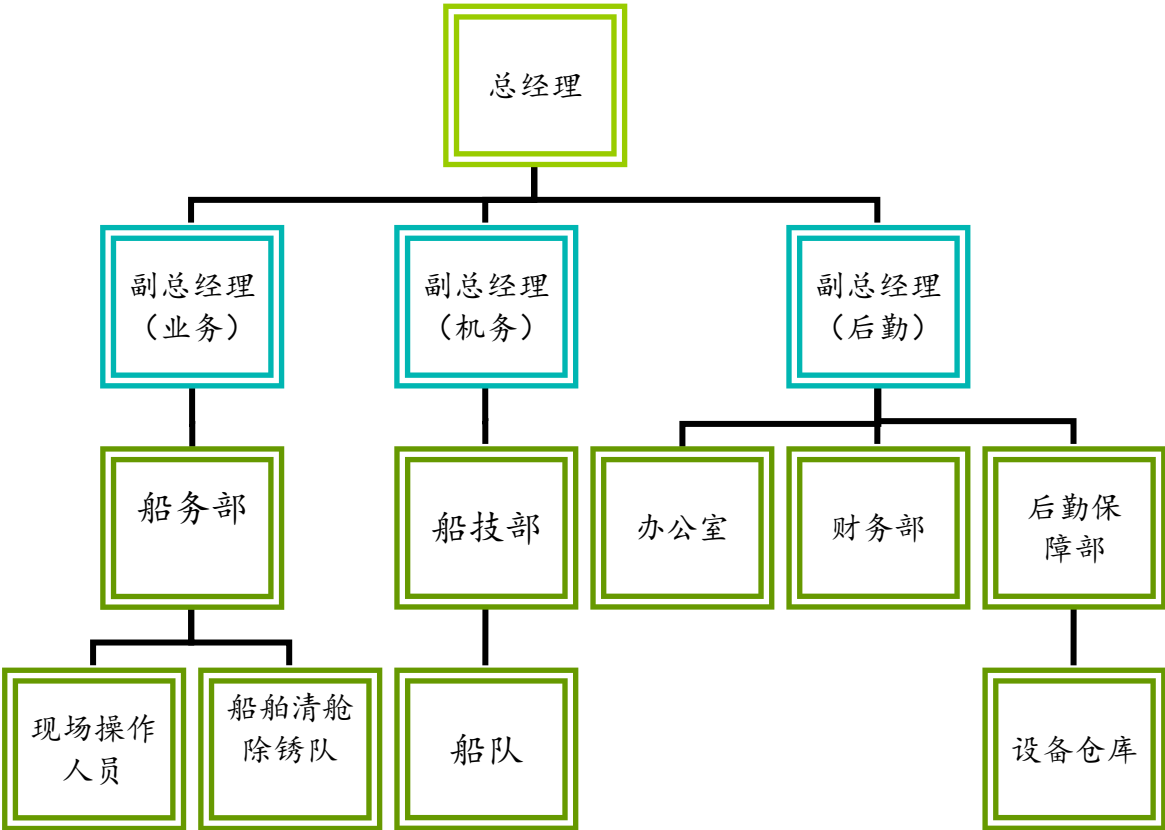 总经理
副总经理
（业务）
副总经理
（机务）
副总经理
（后勤）
船务部
船技部
办公室
财务部
后勤保
障部
现场操作
人员
船舶清舱
除锈队
船队
设备仓库